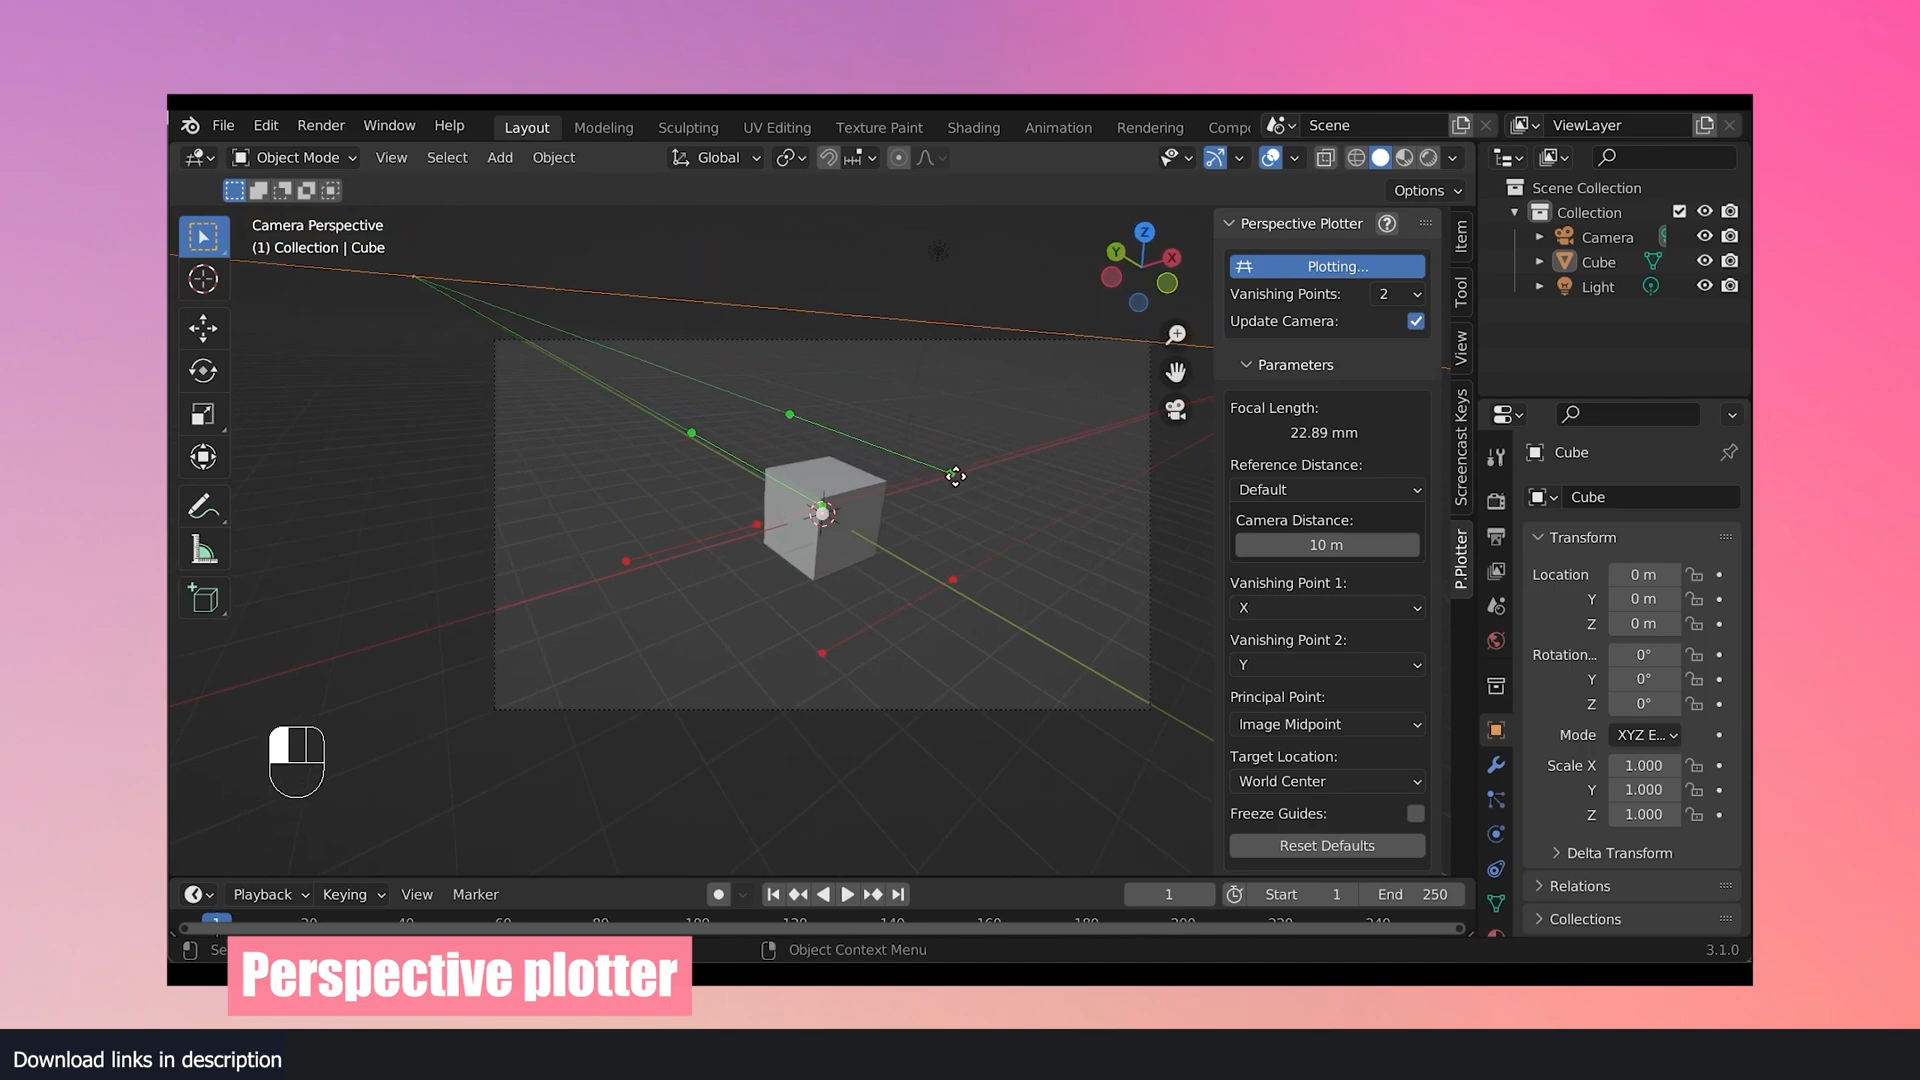 File Edit Render Window Help Layout Modeling Sculpting UV Editing Texture Paint Shading Animation Rendering Compo Scene ViewLayer
Object Mode View Select Add Object Global
Options
Camera Perspective
(1) Collection | Cube
Z
Y
X
Perspective Plotter
Plotting...
Vanishing Points: 2
Update Camera:
Parameters
Focal Length:
22.89 mm
Reference Distance:
Default
Camera Distance:
10 m
Vanishing Point 1:
X
Vanishing Point 2:
Y
Principal Point:
Image Midpoint
Target Location:
World Center
Freeze Guides:
Reset Defaults
Item
Tool
View
Screencast Keys
P.Plotter
Scene Collection
Collection
Camera
Cube
Light
Cube
Cube
Transform
Location 0 m
Y 0 m
Z 0 m
Rotation... 0°
Y 0°
Z 0°
Mode XYZ E...
Scale X 1.000
Y 1.000
Z 1.000
Delta Transform
Relations
Collections
Playback Keying View Marker 1 Start 1 End 250
1
Se Object Context Menu 3.1.0
Perspective plotter
Download links in description